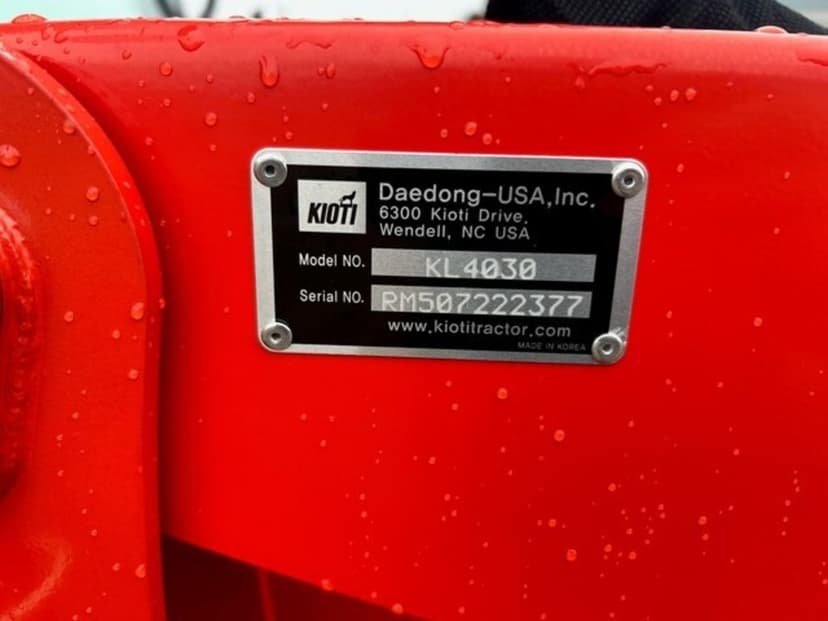 KIOTI
Daedong-USA,Inc.
6300 Kioti Drive.
Wendell, NC USA
Model NO. KL4030
Serial NO. RM507222377
www.kiotitractor.com
MADE IN KOREA